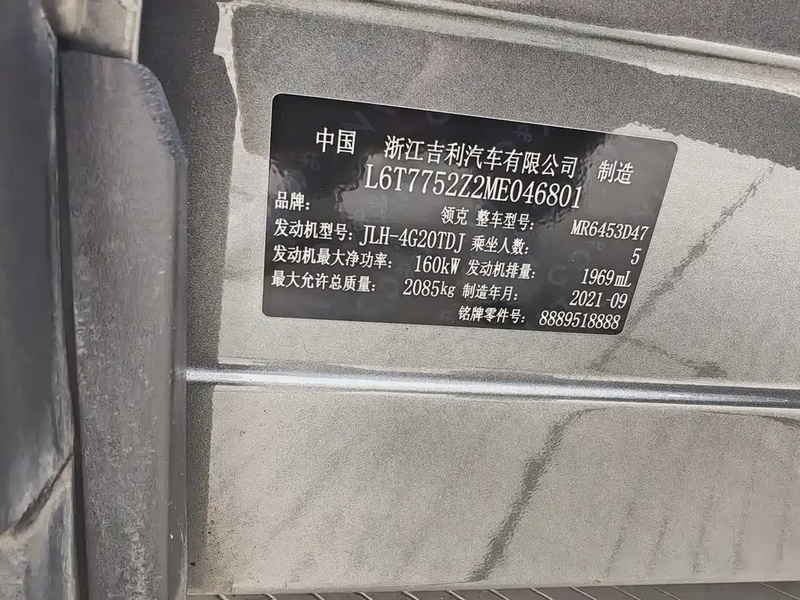 中国 浙江吉利汽车有限公司 制造
L6T7752Z2ME046801
品牌: 领克 整车型号: MR6453D47
发动机型号: JLH-4G20TDJ 乘坐人数: 5
发动机最大净功率: 160kW 发动机排量: 1969mL
最大允许总质量: 2085kg 制造年月: 2021-09
铭牌零件号: 8889518888